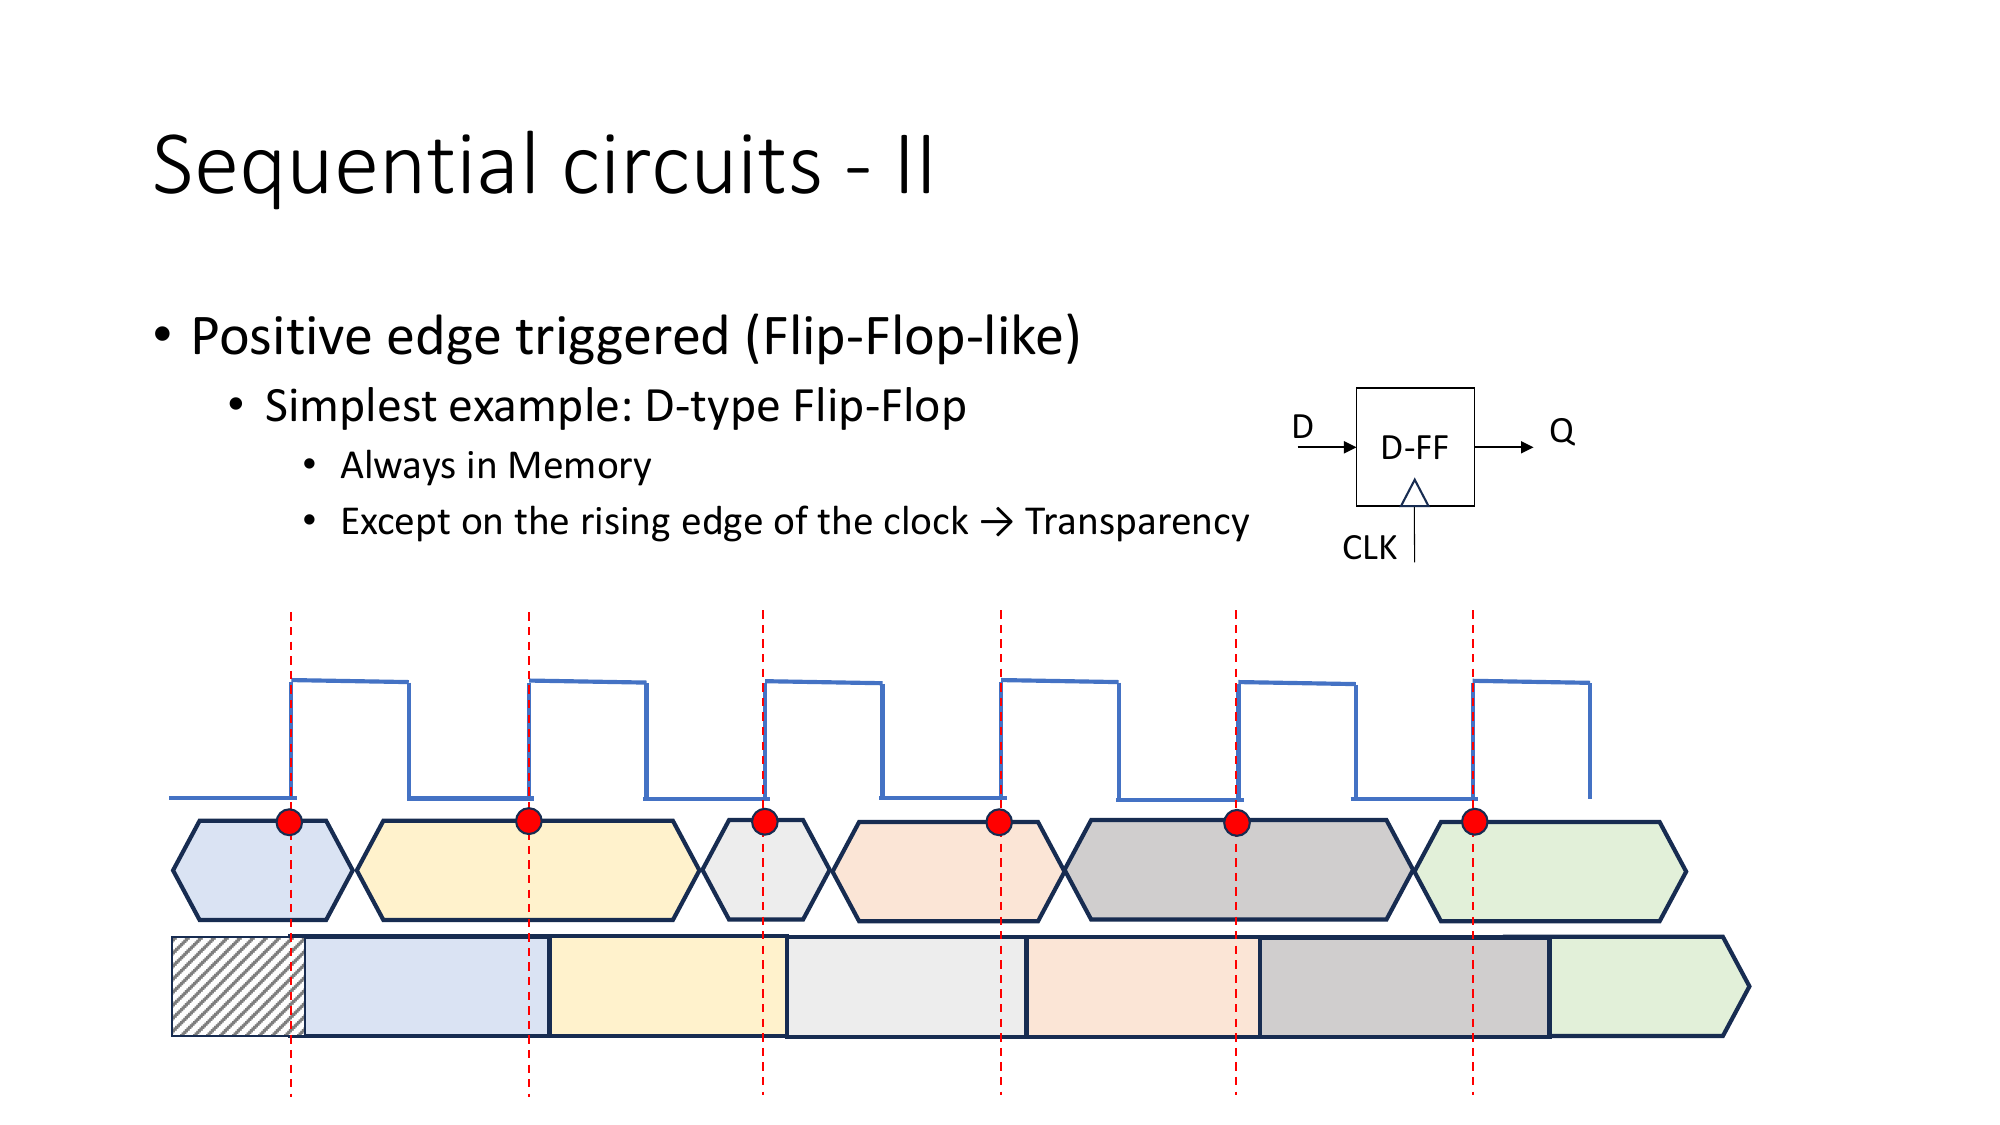 Sequential circuits - II
• Positive edge triggered (Flip-Flop-like)
• Simplest example: D-type Flip-Flop
• Always in Memory
• Except on the rising edge of the clock → Transparency
D
D-FF
Q
CLK